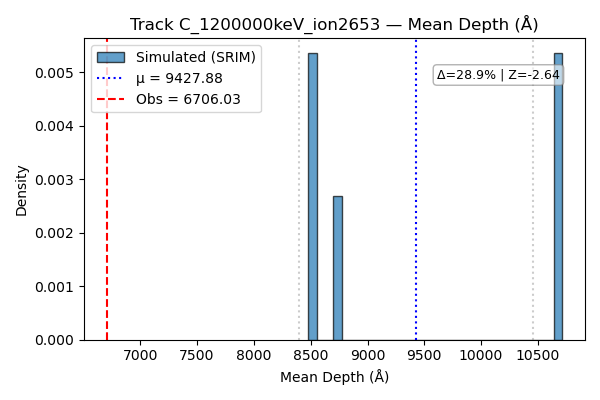 Track C_1200000keV_ion2653 — Mean Depth (Å)
Simulated (SRIM)
μ = 9427.88
Obs = 6706.03
Δ=28.9% | Z=-2.64
Density
0.005
0.004
0.003
0.002
0.001
0.000
7000 7500 8000 8500 9000 9500 10000 10500
Mean Depth (Å)